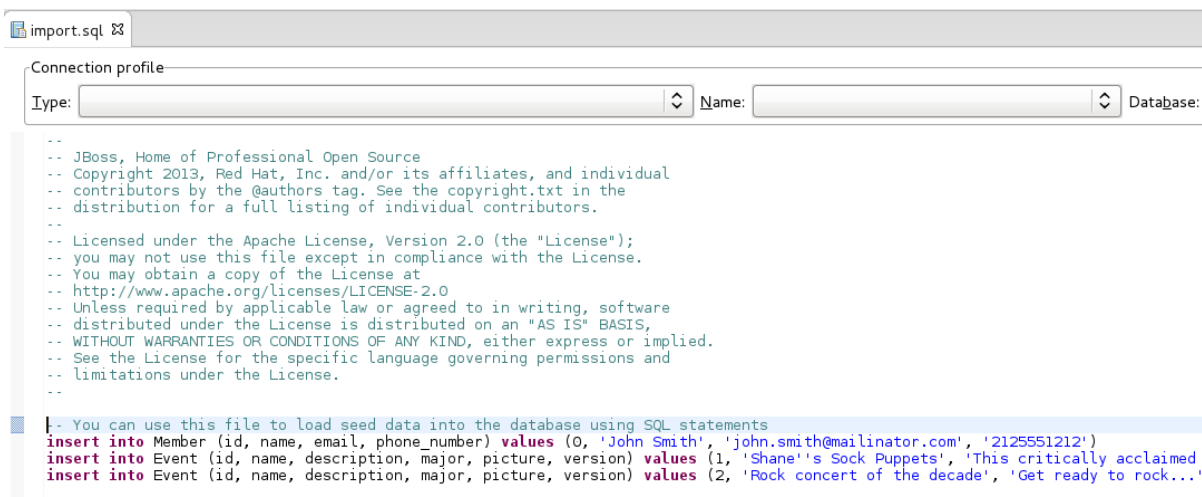 import.sql
Connection profile
Type: Name: Database:
--
-- JBoss, Home of Professional Open Source
-- Copyright 2013, Red Hat, Inc. and/or its affiliates, and individual
-- contributors by the @authors tag. See the copyright.txt in the
-- distribution for a full listing of individual contributors.
--
-- Licensed under the Apache License, Version 2.0 (the "License");
-- you may not use this file except in compliance with the License.
-- You may obtain a copy of the License at
-- http://www.apache.org/licenses/LICENSE-2.0
-- Unless required by applicable law or agreed to in writing, software
-- distributed under the License is distributed on an "AS IS" BASIS,
-- WITHOUT WARRANTIES OR CONDITIONS OF ANY KIND, either express or implied.
-- See the License for the specific language governing permissions and
-- limitations under the License.
--
-- You can use this file to load seed data into the database using SQL statements
insert into Member (id, name, email, phone_number) values (0, 'John Smith', 'john.smith@mailinator.com', '2125551212')
insert into Event (id, name, description, major, picture, version) values (1, 'Shane''s Sock Puppets', 'This critically acclaimed
insert into Event (id, name, description, major, picture, version) values (2, 'Rock concert of the decade', 'Get ready to rock...'